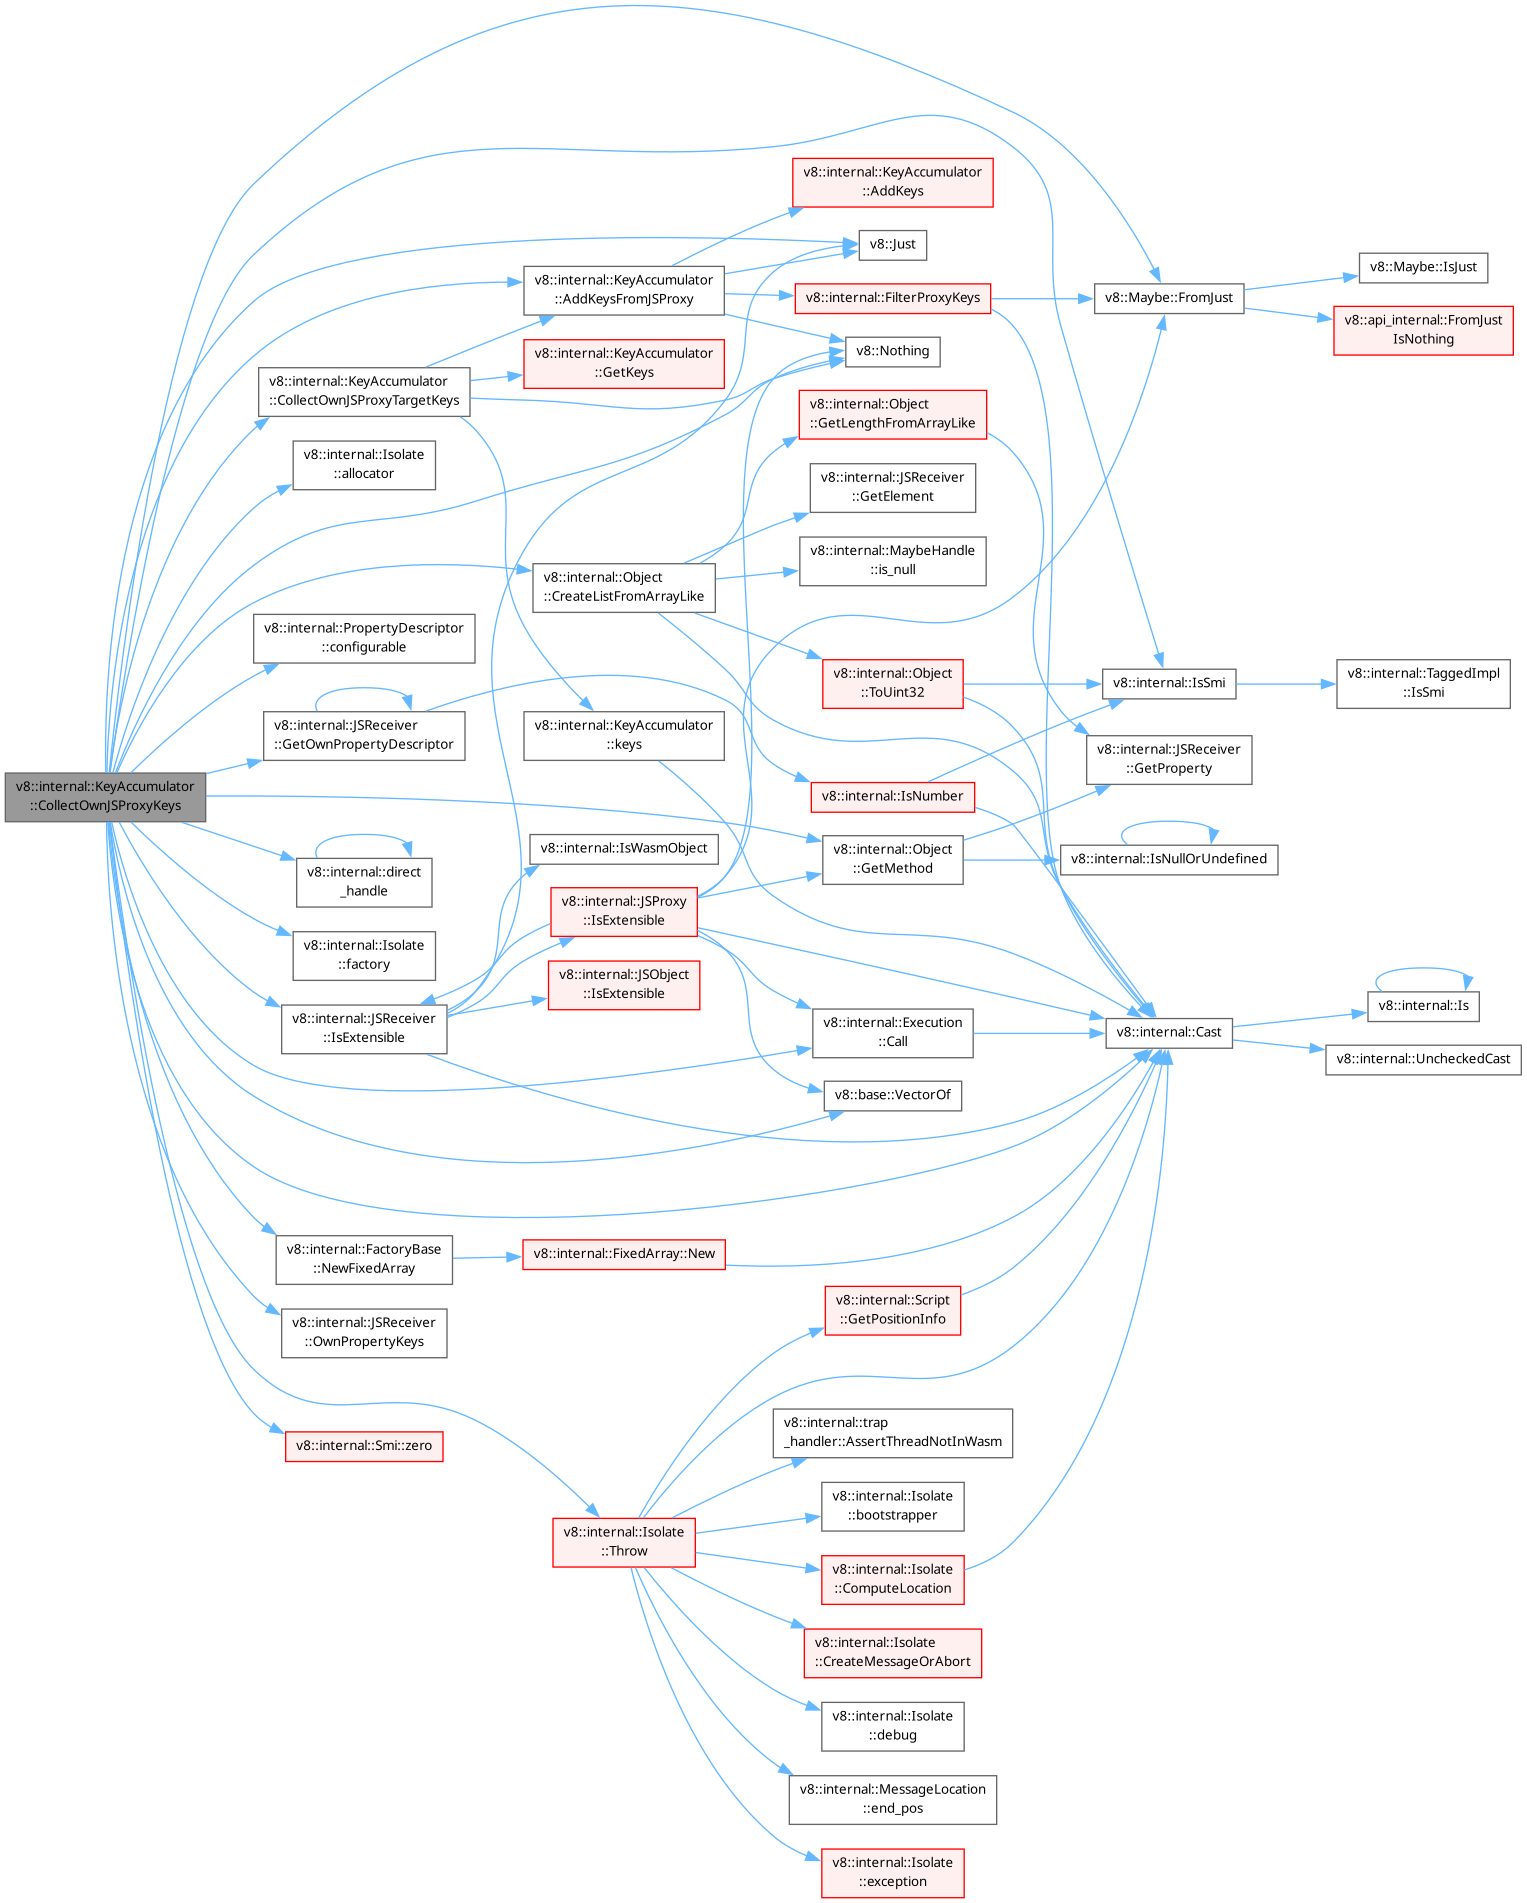 v8::internal::KeyAccumulator
::AddKeys
v8::Just
v8::Maybe::IsJust
v8::internal::KeyAccumulator
::AddKeysFromJSProxy
v8::internal::FilterProxyKeys
v8::Maybe::FromJust
v8::api_internal::FromJust
IsNothing
v8::internal::KeyAccumulator
::GetKeys
v8::Nothing
v8::internal::KeyAccumulator
::CollectOwnJSProxyTargetKeys
v8::internal::Object
::GetLengthFromArrayLike
v8::internal::Isolate
::allocator
v8::internal::JSReceiver
::GetElement
v8::internal::MaybeHandle
::is_null
v8::internal::Object
::CreateListFromArrayLike
v8::internal::PropertyDescriptor
::configurable
v8::internal::Object
::ToUint32
v8::internal::IsSmi
v8::internal::TaggedImpl
::IsSmi
v8::internal::JSReceiver
::GetOwnPropertyDescriptor
v8::internal::KeyAccumulator
::keys
v8::internal::JSReceiver
::GetProperty
v8::internal::KeyAccumulator
::CollectOwnJSProxyKeys
v8::internal::IsNumber
v8::internal::direct
_handle
v8::internal::IsWasmObject
v8::internal::Object
::GetMethod
v8::internal::IsNullOrUndefined
v8::internal::JSProxy
::IsExtensible
v8::internal::Isolate
::factory
v8::internal::JSObject
::IsExtensible
v8::internal::JSReceiver
::IsExtensible
v8::internal::Execution
::Call
v8::internal::Cast
v8::internal::Is
v8::internal::UncheckedCast
v8::base::VectorOf
v8::internal::FactoryBase
::NewFixedArray
v8::internal::FixedArray::New
v8::internal::JSReceiver
::OwnPropertyKeys
v8::internal::Script
::GetPositionInfo
v8::internal::Smi::zero
v8::internal::trap
_handler::AssertThreadNotInWasm
v8::internal::Isolate
::bootstrapper
v8::internal::Isolate
::Throw
v8::internal::Isolate
::ComputeLocation
v8::internal::Isolate
::CreateMessageOrAbort
v8::internal::Isolate
::debug
v8::internal::MessageLocation
::end_pos
v8::internal::Isolate
::exception